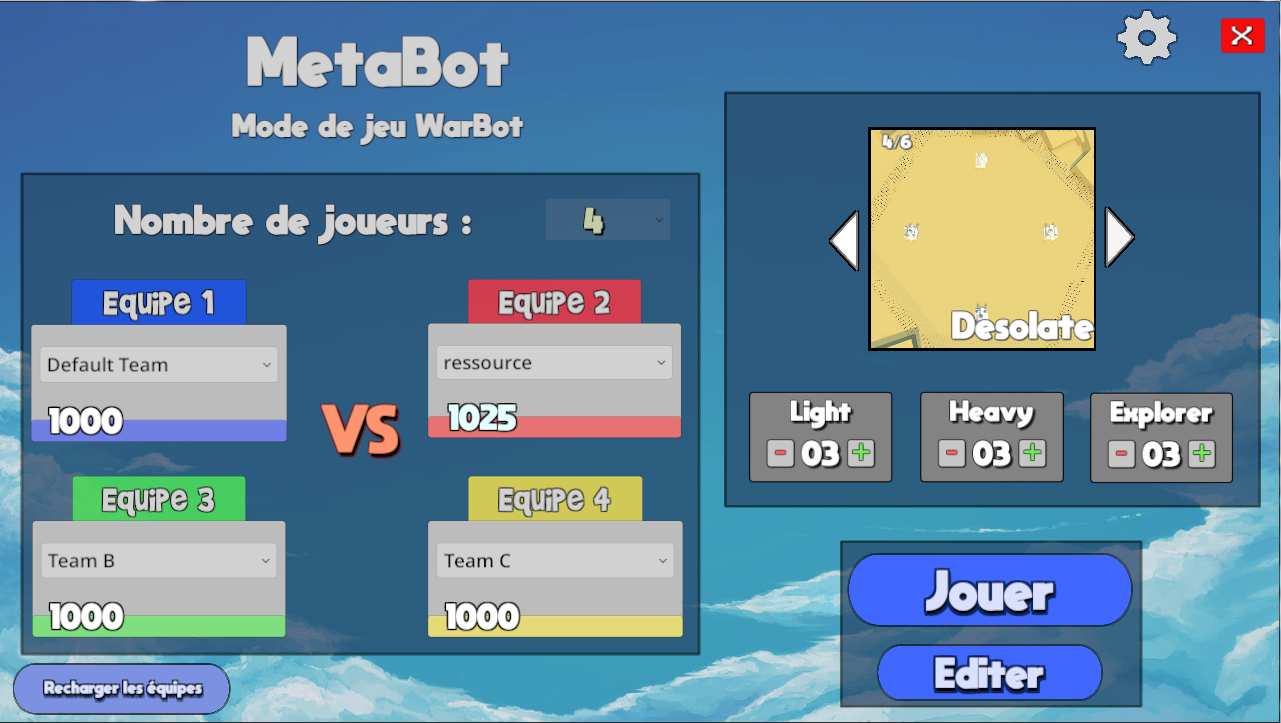 MetaBot
Mode de jeu WarBot
Nombre de joueurs :
4
Equipe 1
Default Team
1000
VS
Equipe 2
ressource
1025
Equipe 3
Team B
1000
Equipe 4
Team C
1000
Recharger les équipes
4/6
Desolate
Light
- 03 +
Heavy
- 03 +
Explorer
- 03 +
Jouer
Editer